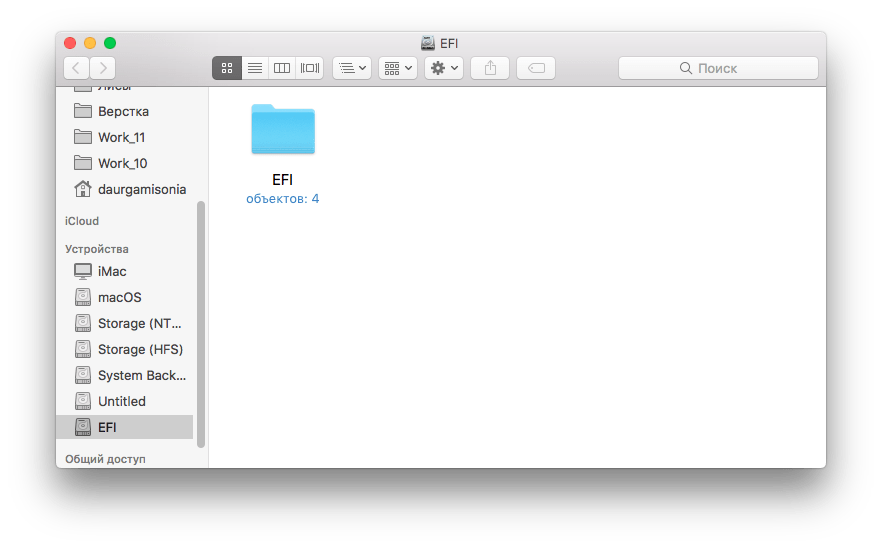 EFI
Поиск
Лисы
Верстка
Work_11
Work_10
daurgamisonia
iCloud
Устройства
iMac
macOS
Storage (NT...
Storage (HFS)
System Back...
Untitled
EFI
Общий доступ
EFI
объектов: 4